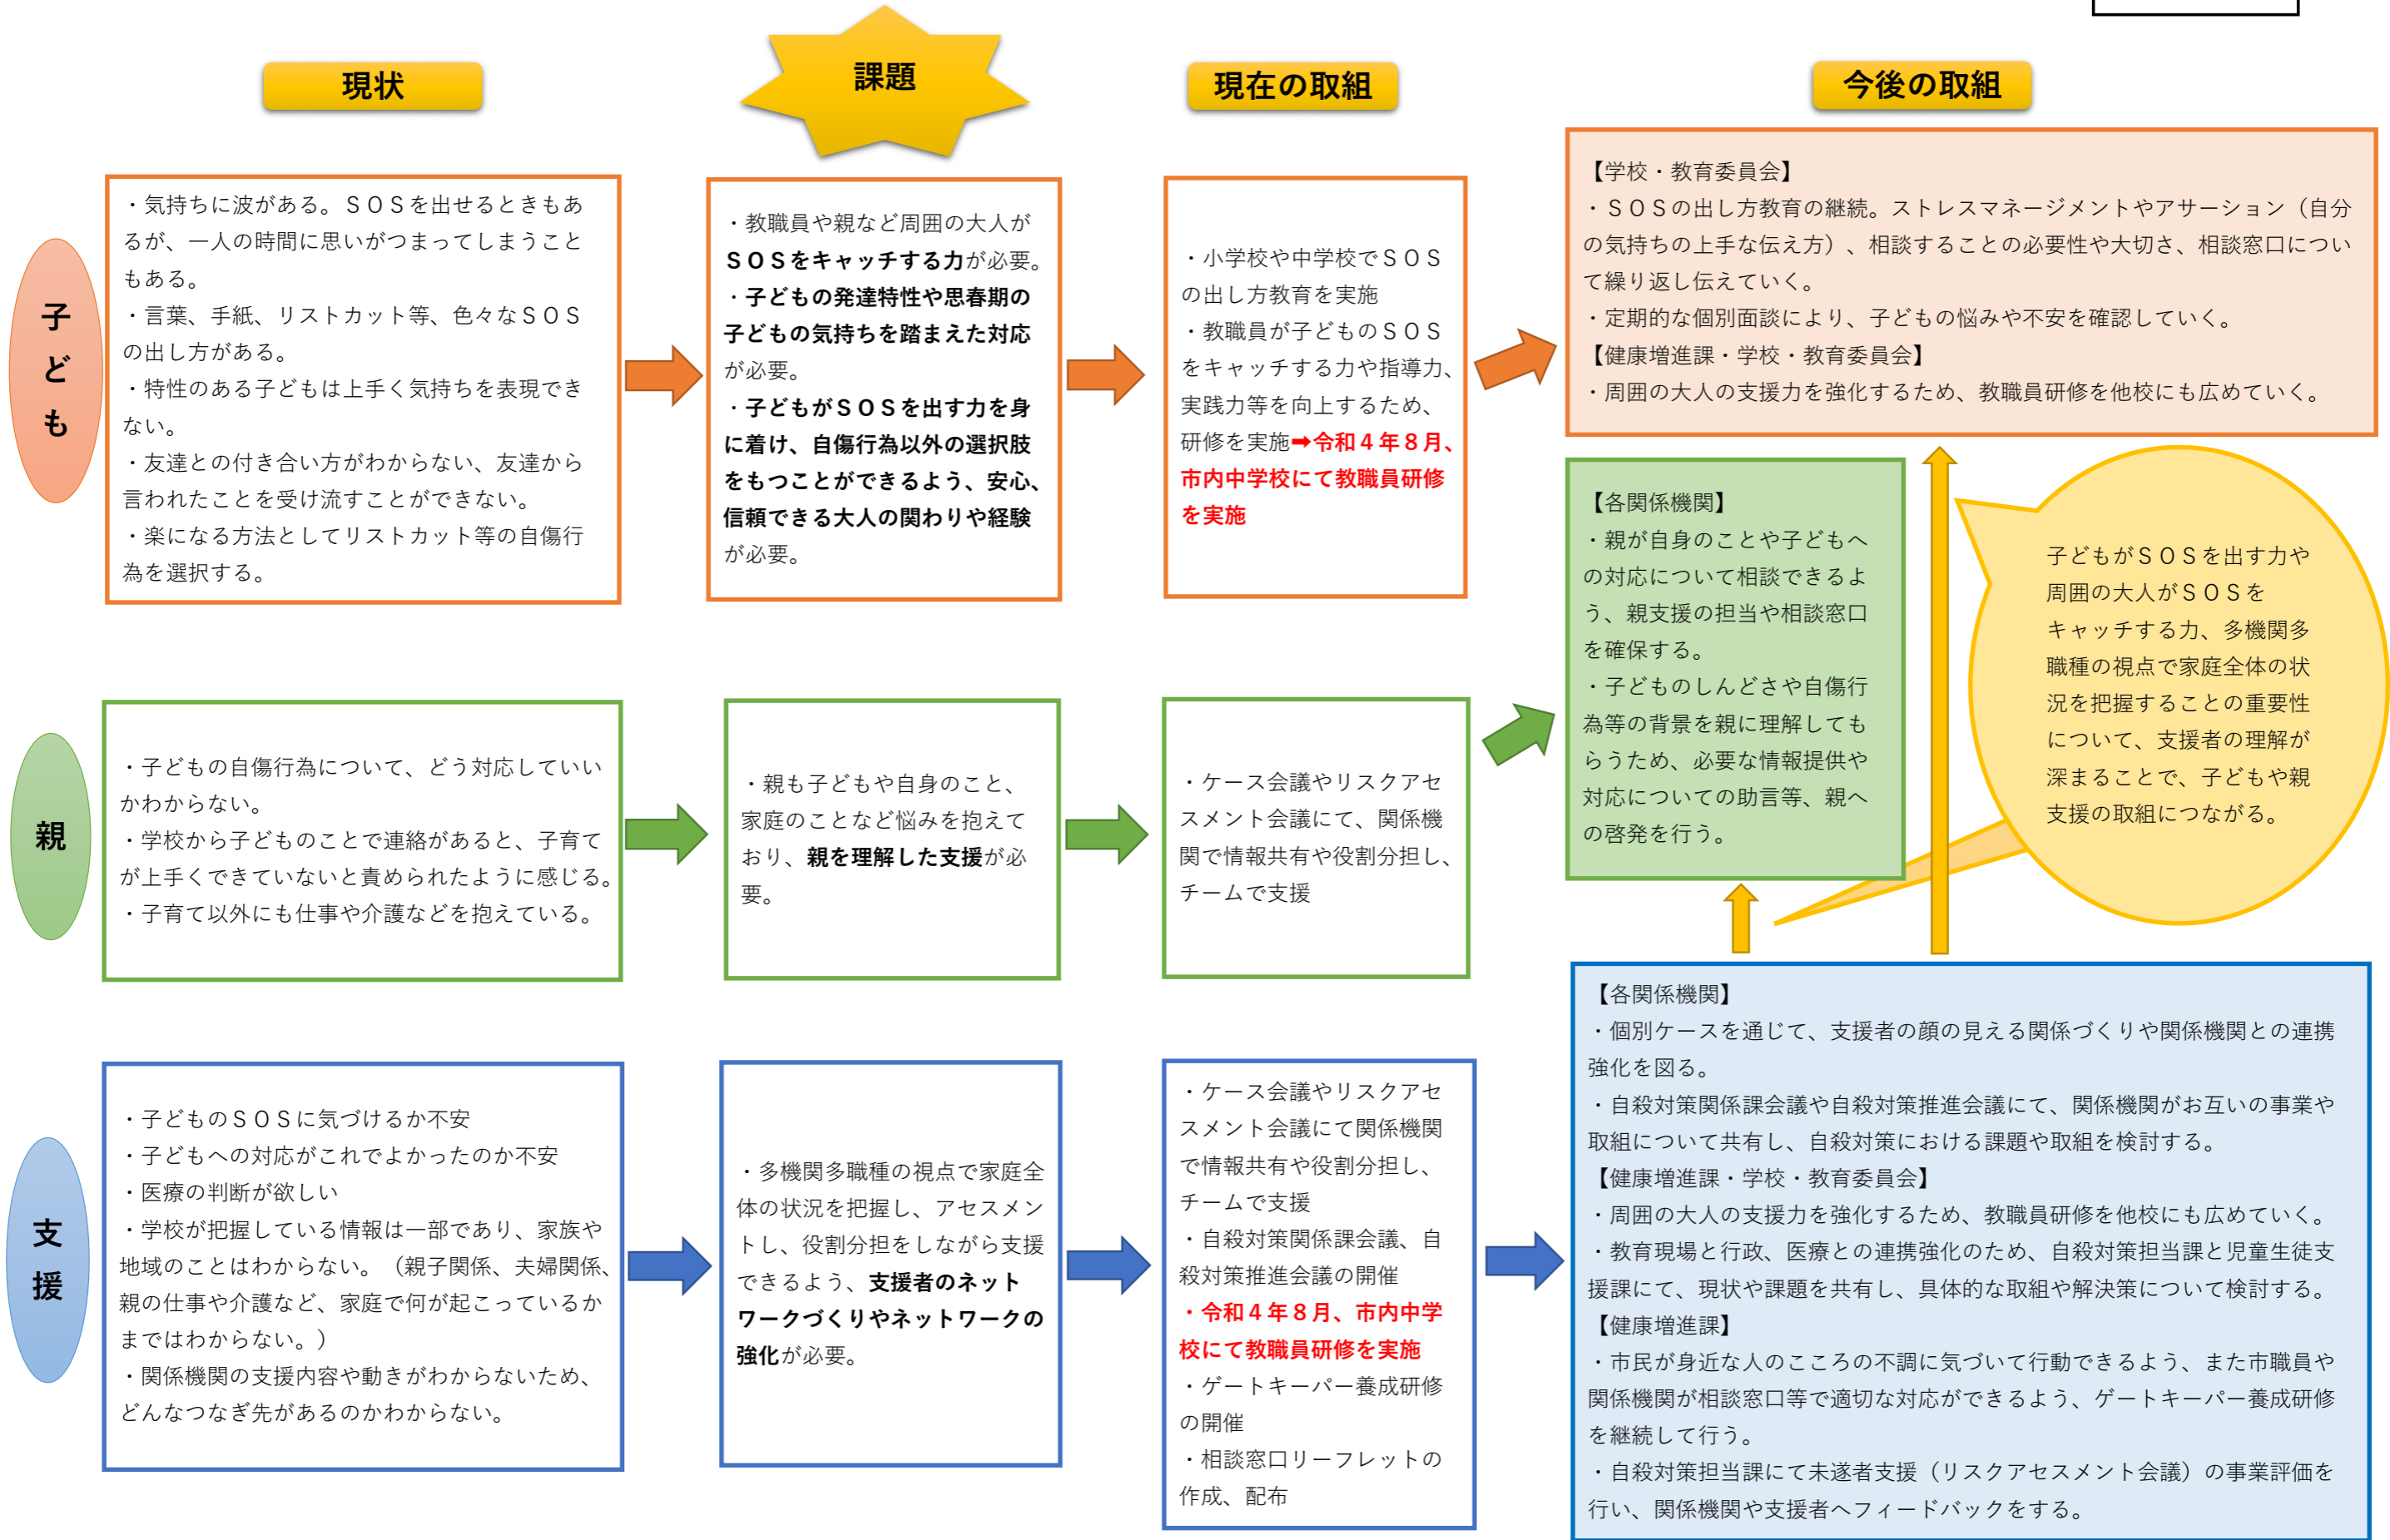 現状
課題
現在の取組
今後の取組
子ども
・気持ちに波がある。ＳＯＳを出せるときもあ
るが、一人の時間に思いがつまってしまうこと
もある。
・言葉、手紙、リストカット等、色々なＳＯＳ
の出し方がある。
・特性のある子どもは上手く気持ちを表現でき
ない。
・友達との付き合い方がわからない、友達から
言われたことを受け流すことができない。
・楽になる方法としてリストカット等の自傷行
為を選択する。
・教職員や親など周囲の大人が
ＳＯＳをキャッチする力が必要。
・子どもの発達特性や思春期の
子どもの気持ちを踏まえた対応
が必要。
・子どもがＳＯＳを出す力を身
に着け、自傷行為以外の選択肢
をもつことができるよう、安心、
信頼できる大人の関わりや経験
が必要。
・小学校や中学校でＳＯＳ
の出し方教育を実施
・教職員が子どものＳＯＳ
をキャッチする力や指導力、
実践力等を向上するため、
研修を実施➡令和４年８月、
市内中学校にて教職員研修
を実施
【学校・教育委員会】
・ＳＯＳの出し方教育の継続。ストレスマネージメントやアサーション（自分
の気持ちの上手な伝え方）、相談することの必要性や大切さ、相談窓口につい
て繰り返し伝えていく。
・定期的な個別面談により、子どもの悩みや不安を確認していく。
【健康増進課・学校・教育委員会】
・周囲の大人の支援力を強化するため、教職員研修を他校にも広めていく。
親
・子どもの自傷行為について、どう対応していい
かわからない。
・学校から子どものことで連絡があると、子育て
が上手くできていないと責められたように感じる。
・子育て以外にも仕事や介護などを抱えている。
・親も子どもや自身のこと、
家庭のことなど悩みを抱えて
おり、親を理解した支援が必
要。
・ケース会議やリスクアセ
スメント会議にて、関係機
関で情報共有や役割分担し、
チームで支援
【各関係機関】
・親が自身のことや子どもへ
の対応について相談できるよ
う、親支援の担当や相談窓口
を確保する。
・子どものしんどさや自傷行
為等の背景を親に理解しても
らうため、必要な情報提供や
対応についての助言等、親へ
の啓発を行う。
子どもがＳＯＳを出す力や
周囲の大人がＳＯＳを
キャッチする力、多機関多
職種の視点で家庭全体の状
況を把握することの重要性
について、支援者の理解が
深まることで、子どもや親
支援の取組につながる。
支援
・子どものＳＯＳに気づけるか不安
・子どもへの対応がこれでよかったのか不安
・医療の判断が欲しい
・学校が把握している情報は一部であり、家族や
地域のことはわからない。（親子関係、夫婦関係、
親の仕事や介護など、家庭で何が起こっているか
まではわからない。）
・関係機関の支援内容や動きがわからないため、
どんなつなぎ先があるのかわからない。
・多機関多職種の視点で家庭全
体の状況を把握し、アセスメン
トし、役割分担をしながら支援
できるよう、支援者のネット
ワークづくりやネットワークの
強化が必要。
・ケース会議やリスクアセ
スメント会議にて関係機関
で情報共有や役割分担し、
チームで支援
・自殺対策関係課会議、自
殺対策推進会議の開催
・令和４年８月、市内中学
校にて教職員研修を実施
・ゲートキーパー養成研修
の開催
・相談窓口リーフレットの
作成、配布
【各関係機関】
・個別ケースを通じて、支援者の顔の見える関係づくりや関係機関との連携
強化を図る。
・自殺対策関係課会議や自殺対策推進会議にて、関係機関がお互いの事業や
取組について共有し、自殺対策における課題や取組を検討する。
【健康増進課・学校・教育委員会】
・周囲の大人の支援力を強化するため、教職員研修を他校にも広めていく。
・教育現場と行政、医療との連携強化のため、自殺対策担当課と児童生徒支
援課にて、現状や課題を共有し、具体的な取組や解決策について検討する。
【健康増進課】
・市民が身近な人のこころの不調に気づいて行動できるよう、また市職員や
関係機関が相談窓口等で適切な対応ができるよう、ゲートキーパー養成研修
を継続して行う。
・自殺対策担当課にて未遂者支援（リスクアセスメント会議）の事業評価を
行い、関係機関や支援者へフィードバックをする。